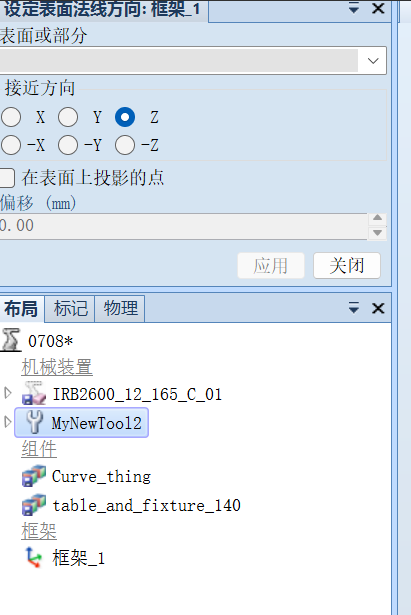 设定表面法线方向: 框架_1
表面或部分
接近方向
X Y Z
-X -Y -Z
在表面上投影的点
偏移 (mm)
0.00
应用 关闭
布局 标记 物理
0708*
机械装置
IRB2600_12_165_C_01
MyNewTool2
组件
Curve_thing
table_and_fixture_140
框架
框架_1